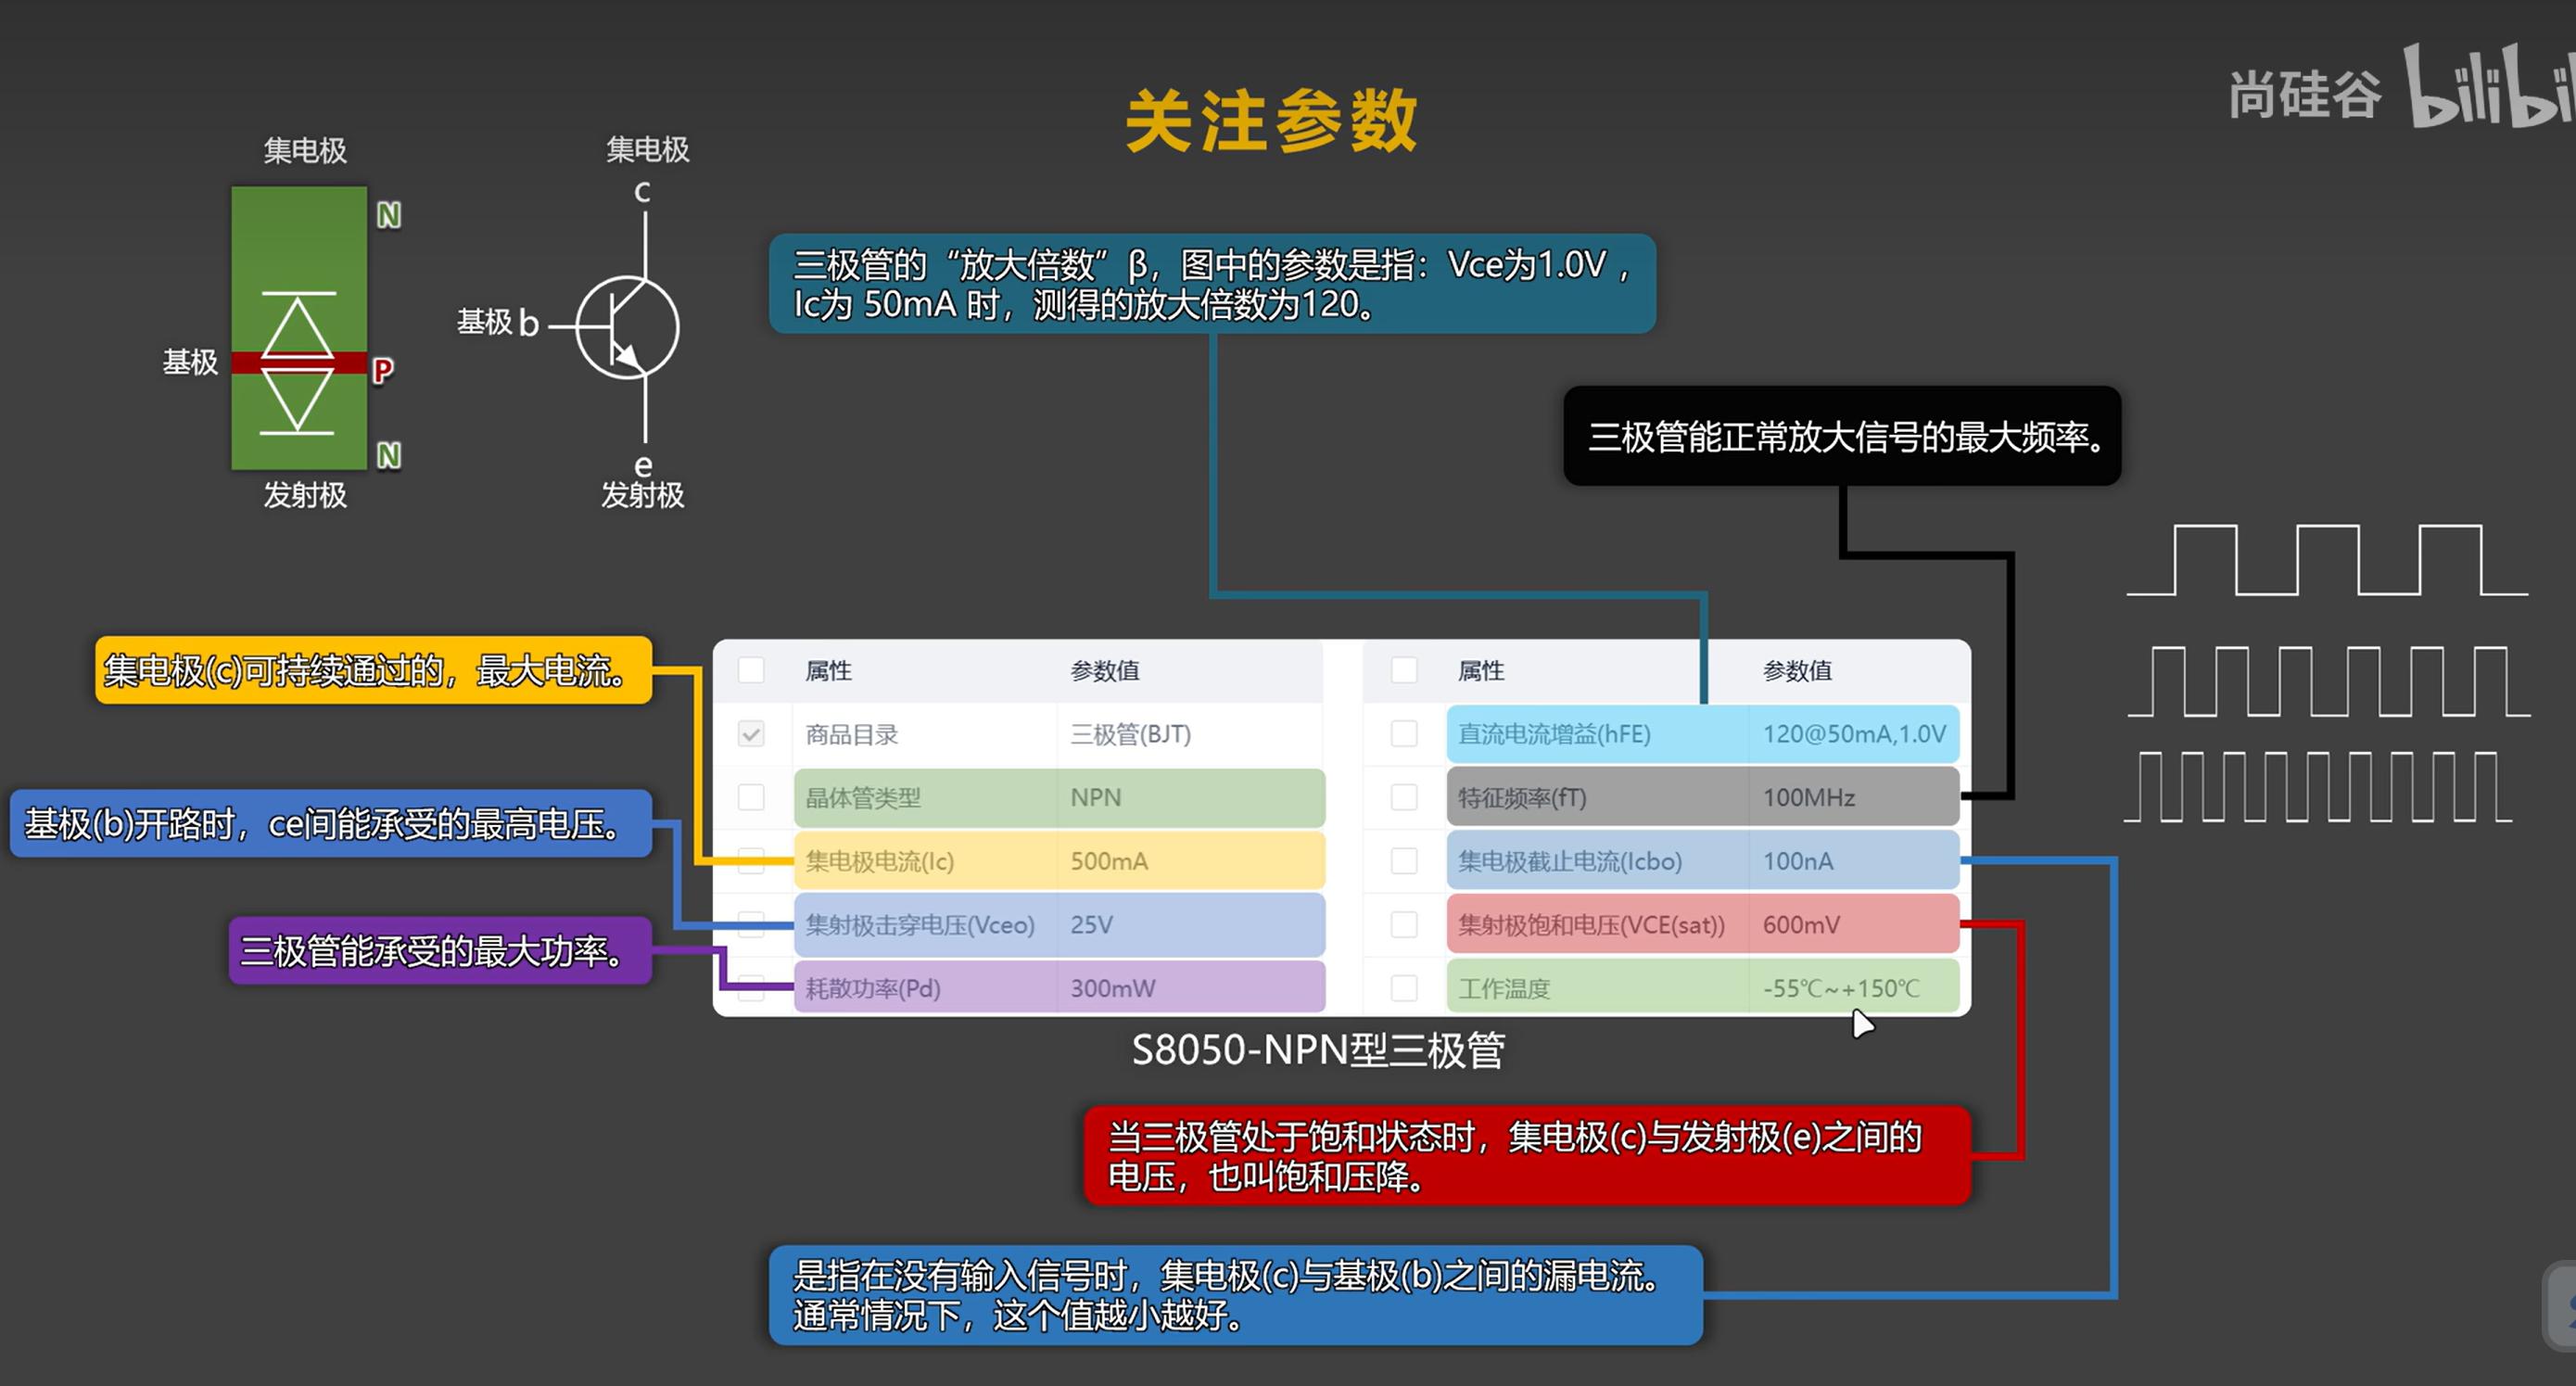 关注参数
尚硅谷 bilibili
集电极
N
基极
P
N
发射极
集电极
c
基极 b
e
发射极
三极管的“放大倍数”β，图中的参数是指：Vce为1.0V，
Ic为 50mA 时，测得的放大倍数为120。
三极管能正常放大信号的最大频率。
集电极(c)可持续通过的，最大电流。
基极(b)开路时，ce间能承受的最高电压。
三极管能承受的最大功率。
属性 参数值 属性 参数值
商品目录 三极管(BJT) 直流电流增益(hFE) 120@50mA,1.0V
晶体管类型 NPN 特征频率(fT) 100MHz
集电极电流(Ic) 500mA 集电极截止电流(Icbo) 100nA
集射极击穿电压(Vceo) 25V 集射极饱和电压(VCE(sat)) 600mV
耗散功率(Pd) 300mW 工作温度 -55℃~+150℃
S8050-NPN型三极管
当三极管处于饱和状态时，集电极(c)与发射极(e)之间的
电压，也叫饱和压降。
是指在没有输入信号时，集电极(c)与基极(b)之间的漏电流。
通常情况下，这个值越小越好。